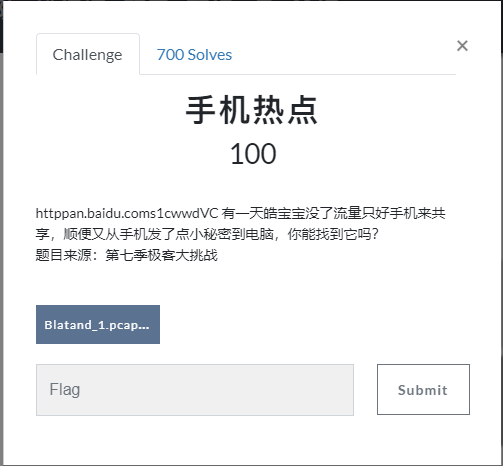 Challenge
700 Solves
×
手机热点
100
httppan.baidu.coms1cwwdVC 有一天皓宝宝没了流量只好手机来共
享，顺便又从手机发了点小秘密到电脑，你能找到它吗？
题目来源：第七季极客大挑战
Blatand_1.pcap...
Flag
Submit